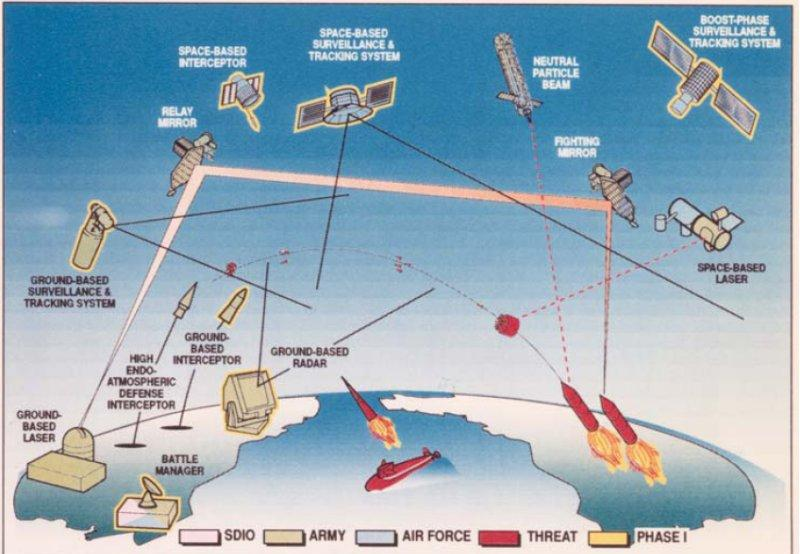 SPACE-BASED
INTERCEPTOR
SPACE-BASED
SURVEILLANCE &
TRACKING SYSTEM
BOOST-PHASE
SURVEILLANCE &
TRACKING SYSTEM
NEUTRAL
PARTICLE
BEAM
RELAY
MIRROR
FIGHTING
MIRROR
GROUND-BASED
SURVEILLANCE &
TRACKING SYSTEM
SPACE-BASED
LASER
GROUND-
BASED
INTERCEPTOR
GROUND-BASED
RADAR
HIGH
ENDO-
ATMOSPHERIC
DEFENSE
INTERCEPTOR
GROUND-
BASED
LASER
BATTLE
MANAGER
SDIO
ARMY
AIR FORCE
THREAT
PHASE I